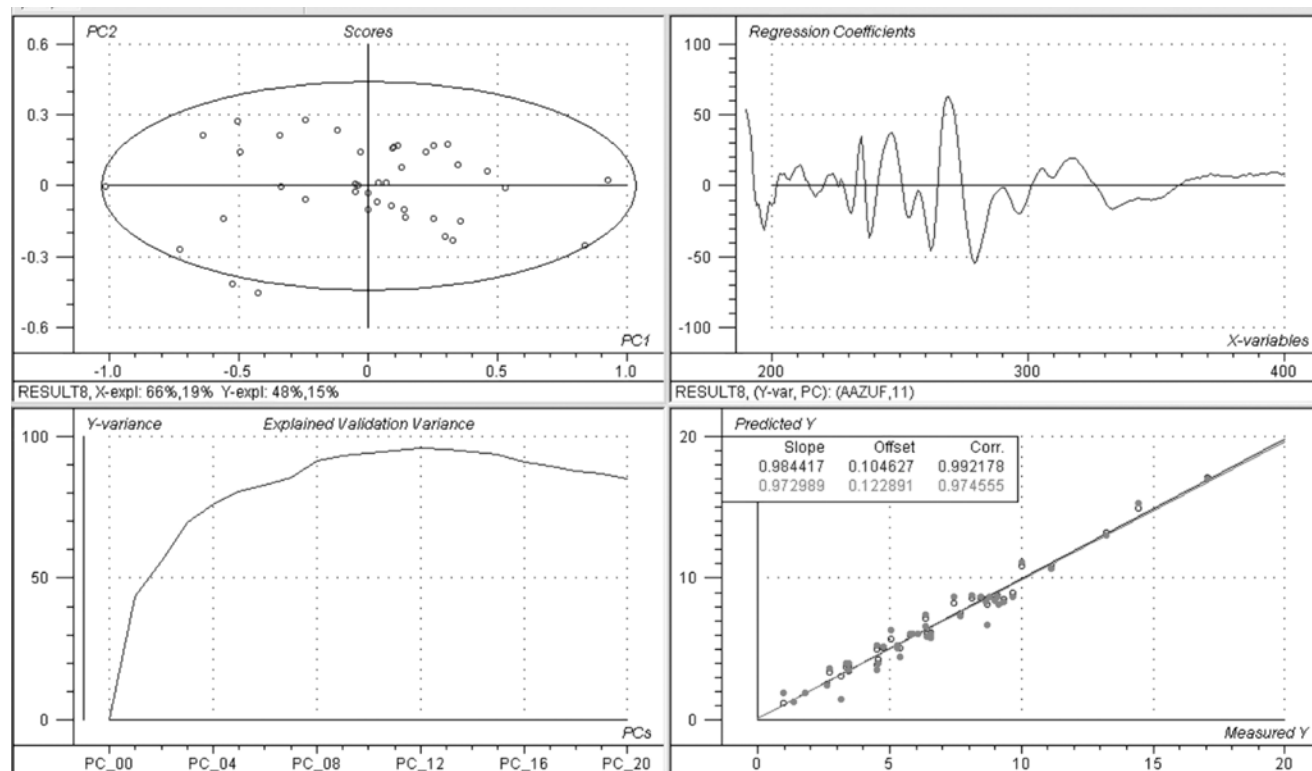 PC2 Scores
0.6
0.3
0
-0.3
-0.6
PC1
-1.0 -0.5 0 0.5 1.0
RESULT8, X-expl: 66%,19% Y-expl: 48%,15%
Regression Coefficients
100
50
0
-50
-100
X-variables
200 300 400
RESULT8, (Y-var, PC): (AAZUF,11)
Y-variance Explained Validation Variance
100
50
0
PCs
PC_00 PC_04 PC_08 PC_12 PC_16 PC_20
Predicted Y
20
Slope Offset Corr.
0.984417 0.104627 0.992178
0.972989 0.122891 0.974555
10
0
Measured Y
0 5 10 15 20